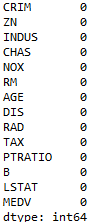 CRIM 0
ZN 0
INDUS 0
CHAS 0
NOX 0
RM 0
AGE 0
DIS 0
RAD 0
TAX 0
PTRATIO 0
B 0
LSTAT 0
MEDV 0
dtype: int64